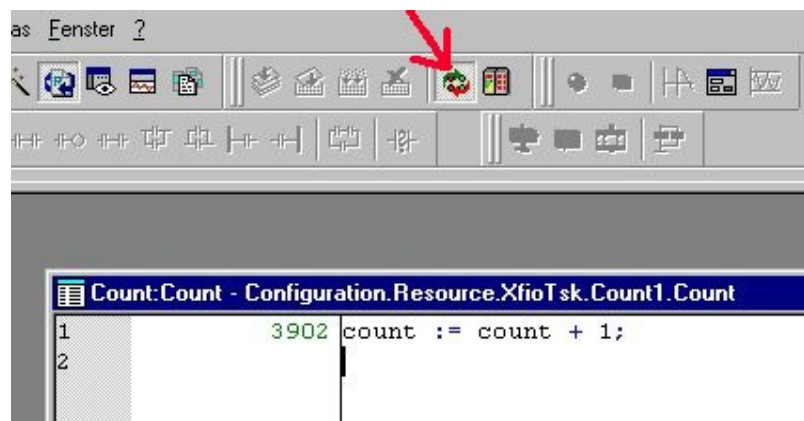 as Fenster ?
Count:Count - Configuration.Resource.XfioTsk.Count1.Count
1 3902 count := count + 1;
2